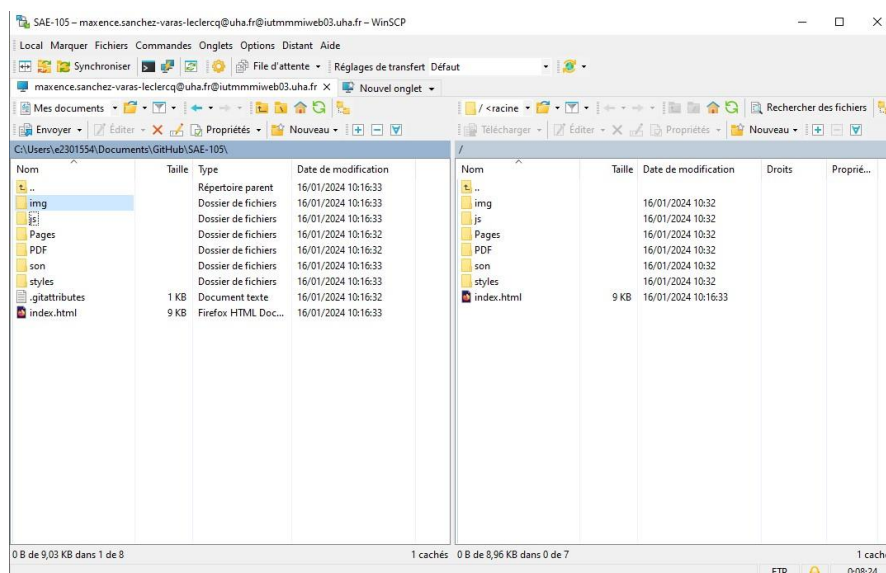 SAE-105 – maxence.sanchez-varas-leclercq@uha.fr@iutmmmiweb03.uha.fr – WinSCP
Local Marquer Fichiers Commandes Onglets Options Distant Aide
Synchroniser File d'attente Réglages de transfert Défaut
maxence.sanchez-varas-leclercq@uha.fr@iutmmmiweb03.uha.fr X Nouvel onglet
Mes documents / <racine Rechercher des fichiers
Envoyer Éditer Propriétés Nouveau Télécharger Éditer Propriétés Nouveau
C:\Users\e2301554\Documents\GitHub\SAE-105\ /
Nom Taille Type Date de modification Nom Taille Date de modification Droits Proprié...
.. Répertoire parent 16/01/2024 10:16:33 ..
img Dossier de fichiers 16/01/2024 10:16:33 img 16/01/2024 10:32
js Dossier de fichiers 16/01/2024 10:16:33 js 16/01/2024 10:32
Pages Dossier de fichiers 16/01/2024 10:16:32 Pages 16/01/2024 10:32
PDF Dossier de fichiers 16/01/2024 10:16:32 PDF 16/01/2024 10:32
son Dossier de fichiers 16/01/2024 10:16:33 son 16/01/2024 10:32
styles Dossier de fichiers 16/01/2024 10:16:33 styles 16/01/2024 10:32
.gitattributes 1 KB Document texte 16/01/2024 10:16:32 index.html 9 KB 16/01/2024 10:16:33
index.html 9 KB Firefox HTML Doc... 16/01/2024 10:16:33
0 B de 9,03 KB dans 1 de 8 1 cachés 0 B de 8,96 KB dans 0 de 7 1 cach
FTP 0:08:24